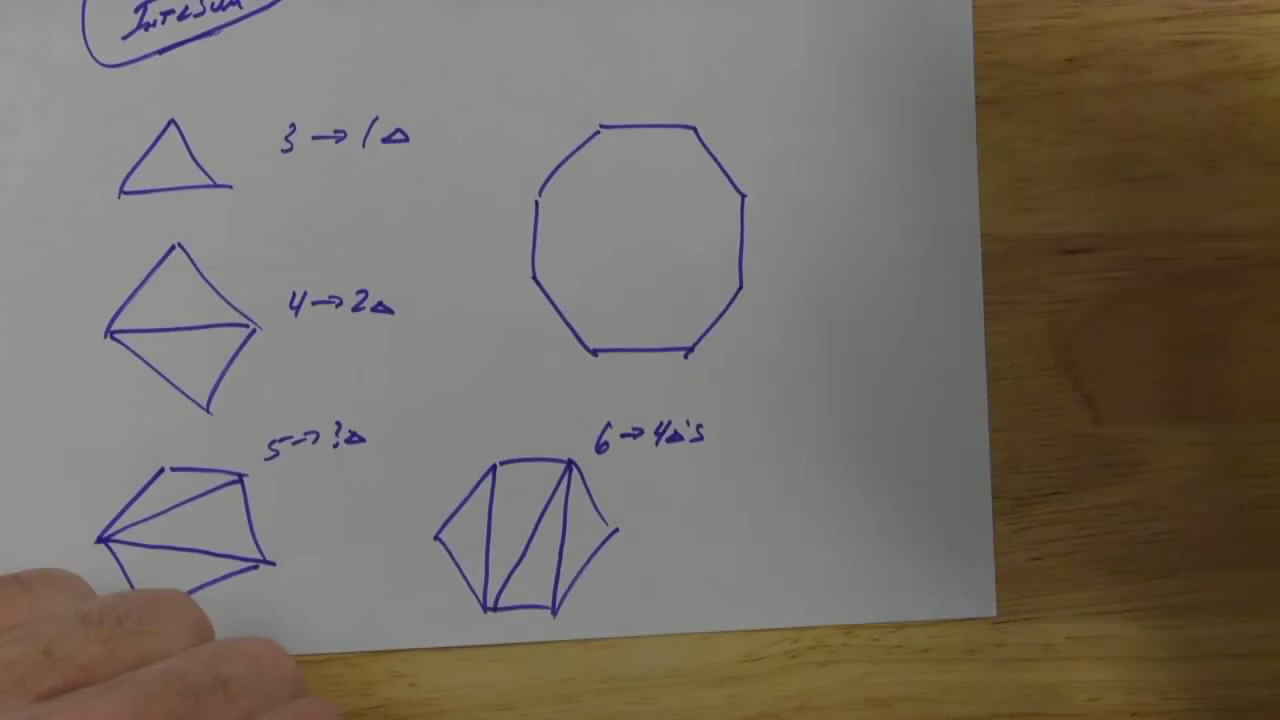 3 → 1 △
4 → 2 △
5 → 3 △
6 → 4 △'s